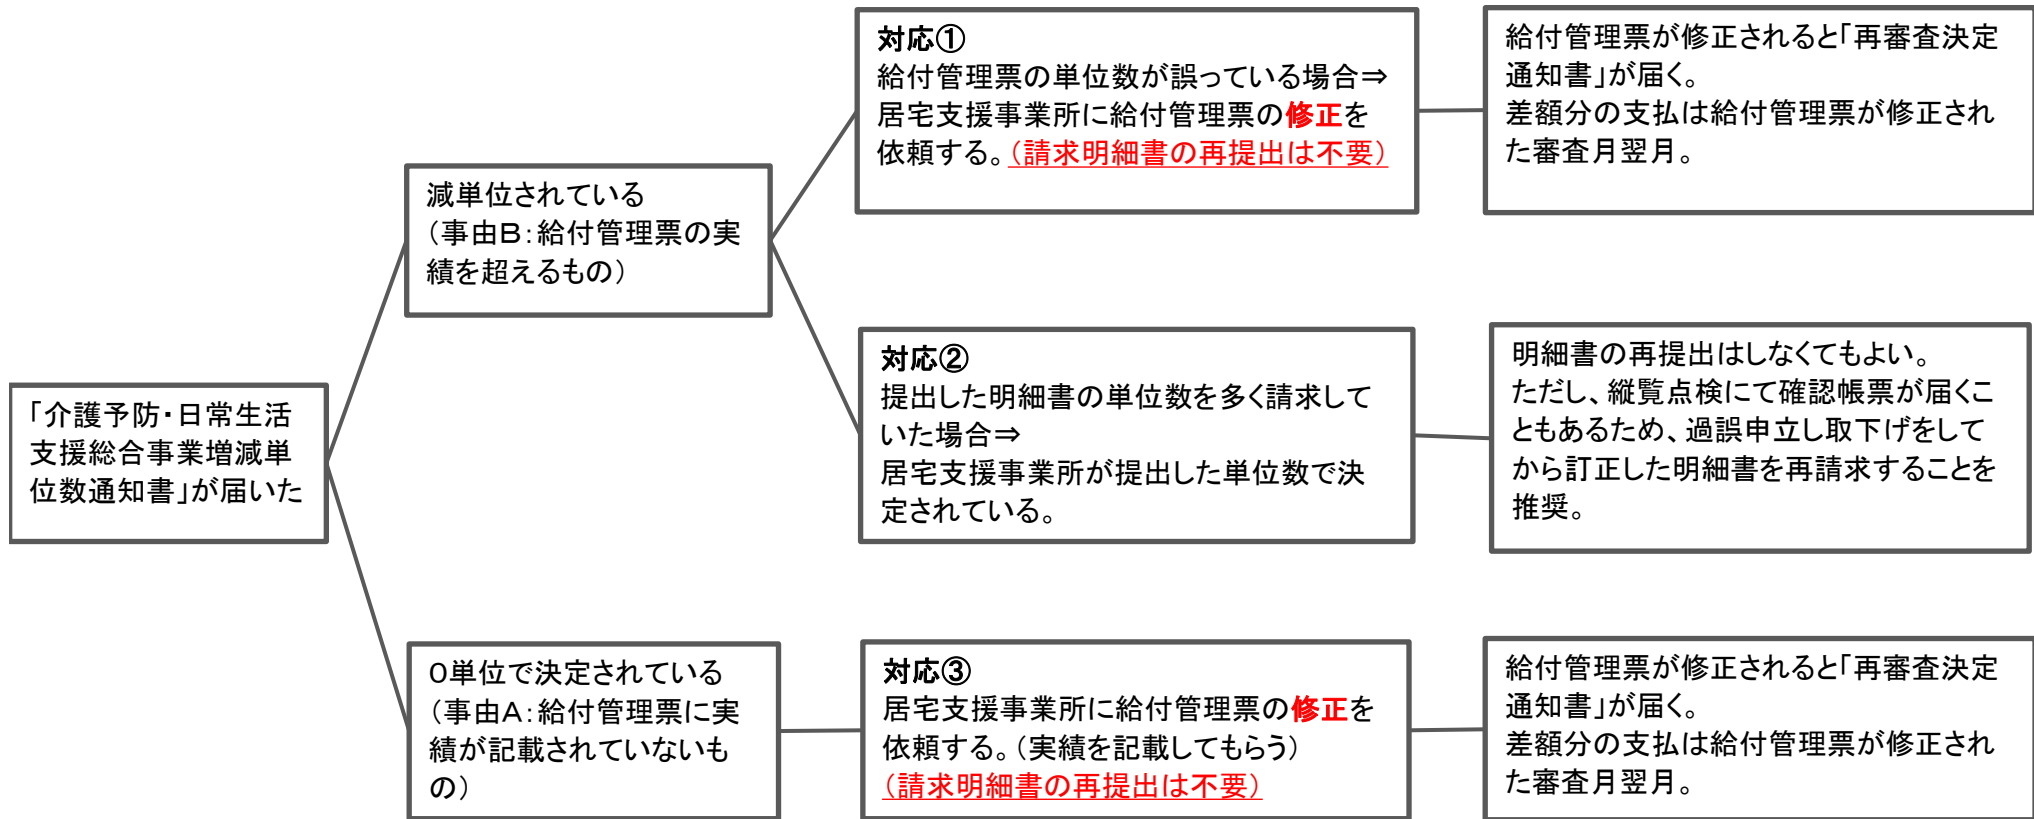 「介護予防・日常生活
支援総合事業増減単
位数通知書」が届いた
減単位されている
（事由Ｂ：給付管理票の実
績を超えるもの）
対応①
給付管理票の単位数が誤っている場合⇒
居宅支援事業所に給付管理票の修正を
依頼する。（請求明細書の再提出は不要）
給付管理票が修正されると「再審査決定
通知書」が届く。
差額分の支払は給付管理票が修正され
た審査月翌月。
対応②
提出した明細書の単位数を多く請求して
いた場合⇒
居宅支援事業所が提出した単位数で決
定されている。
明細書の再提出はしなくてもよい。
ただし、縦覧点検にて確認帳票が届くこ
ともあるため、過誤申立し取下げをして
から訂正した明細書を再請求することを
推奨。
０単位で決定されている
（事由Ａ：給付管理票に実
績が記載されていないも
の）
対応③
居宅支援事業所に給付管理票の修正を
依頼する。（実績を記載してもらう）
（請求明細書の再提出は不要）
給付管理票が修正されると「再審査決定
通知書」が届く。
差額分の支払は給付管理票が修正され
た審査月翌月。